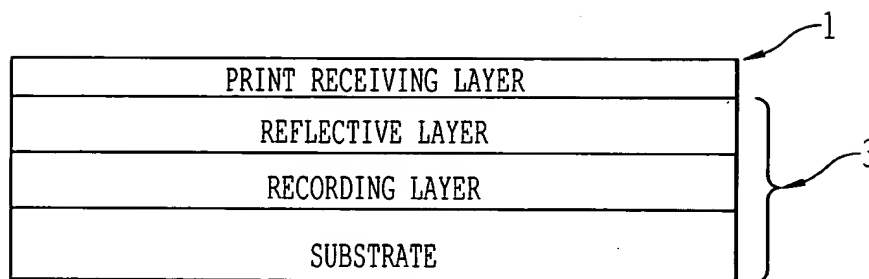 1
PRINT RECEIVING LAYER
REFLECTIVE LAYER
RECORDING LAYER
SUBSTRATE
3